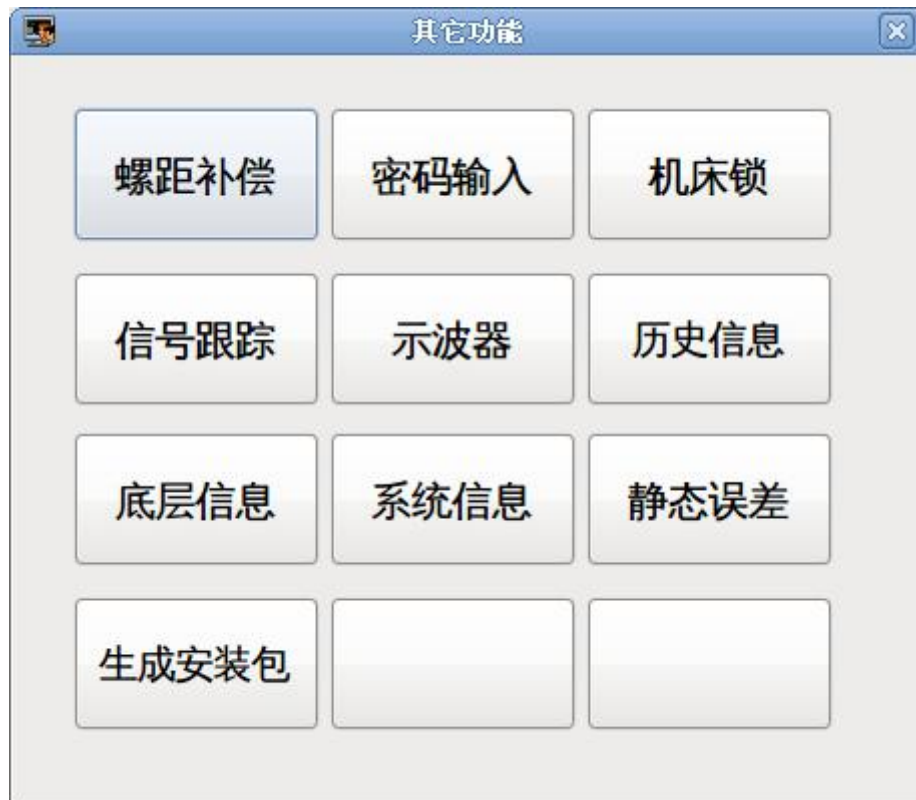 其它功能
螺距补偿 密码输入 机床锁
信号跟踪 示波器 历史信息
底层信息 系统信息 静态误差
生成安装包